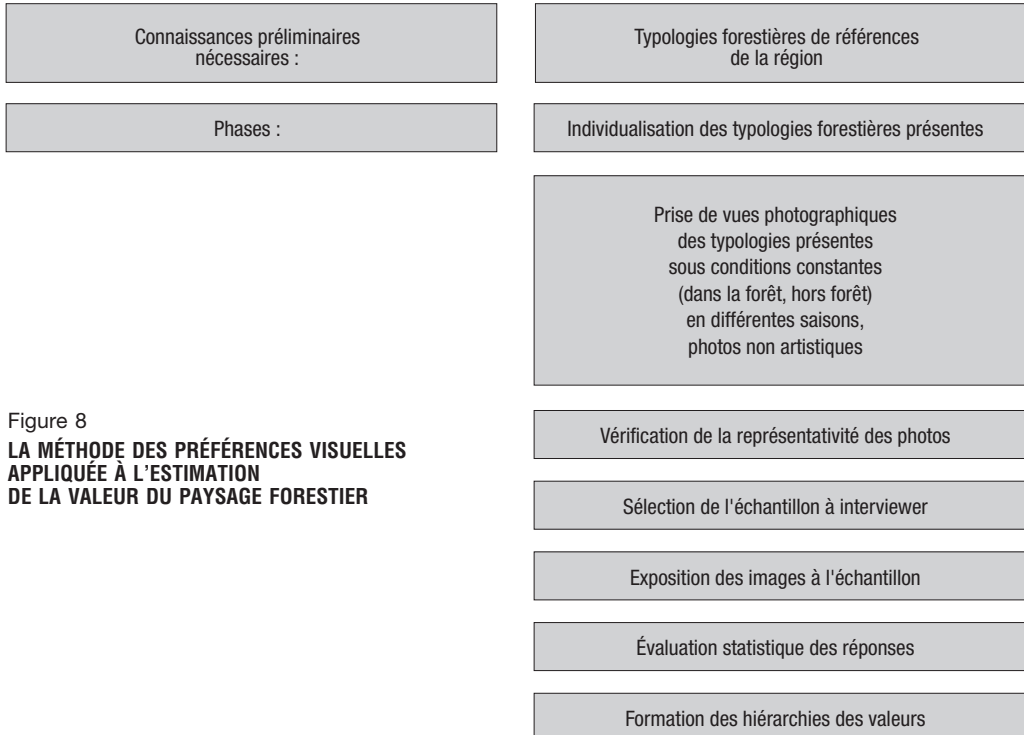 Connaissances préliminaires
nécessaires :
Typologies forestières de références
de la région
Phases :
Individualisation des typologies forestières présentes
Prise de vues photographiques
des typologies présentes
sous conditions constantes
(dans la forêt, hors forêt)
en différentes saisons,
photos non artistiques
Figure 8
LA MÉTHODE DES PRÉFÉRENCES VISUELLES
APPLIQUÉE À L'ESTIMATION
DE LA VALEUR DU PAYSAGE FORESTIER
Vérification de la représentativité des photos
Sélection de l'échantillon à interviewer
Exposition des images à l'échantillon
Évaluation statistique des réponses
Formation des hiérarchies des valeurs